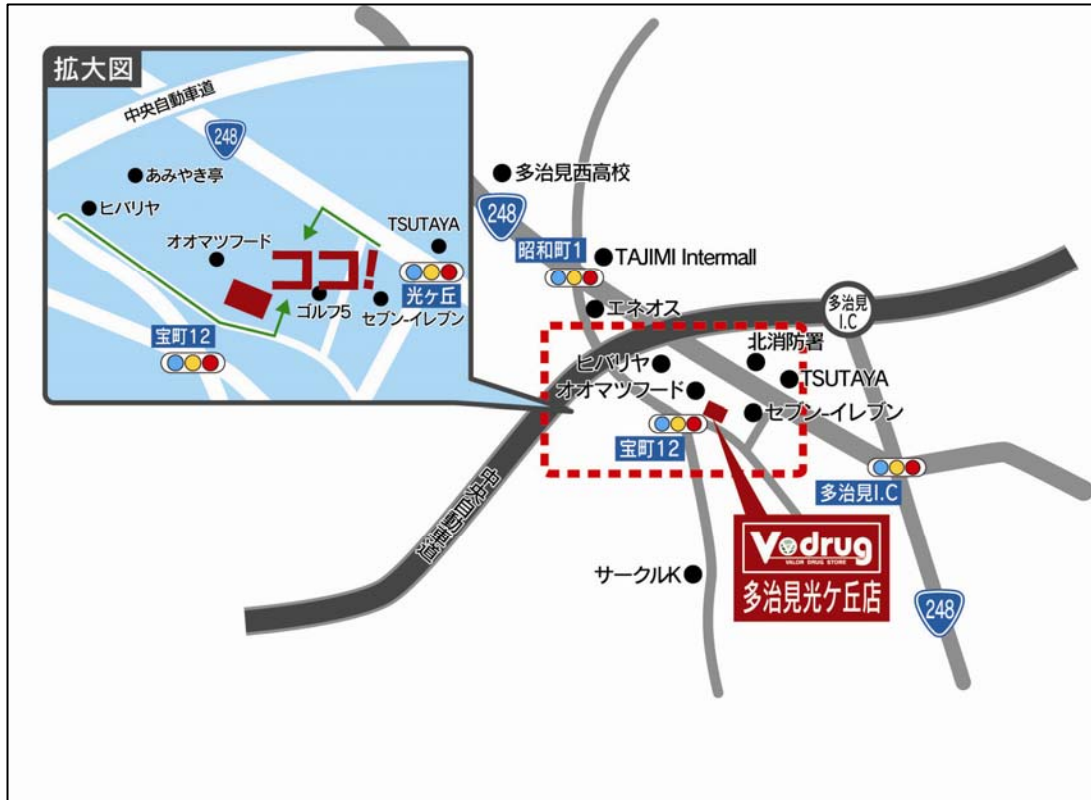 拡大図
中央自動車道
248
あみやき亭
ヒバリヤ
オオマツフード
TSUTAYA
ココ!
光ヶ丘
ゴルフ5
セブン-イレブン
宝町12
多治見西高校
248
昭和町1
TAJIMI Intermall
エネオス
多治見
I.C
北消防署
ヒバリヤ
TSUTAYA
オオマツフード
セブン-イレブン
宝町12
多治見I.C
中央自動車道
Vdrug
VALOR DRUG STORE
多治見光ケ丘店
サークルK
248